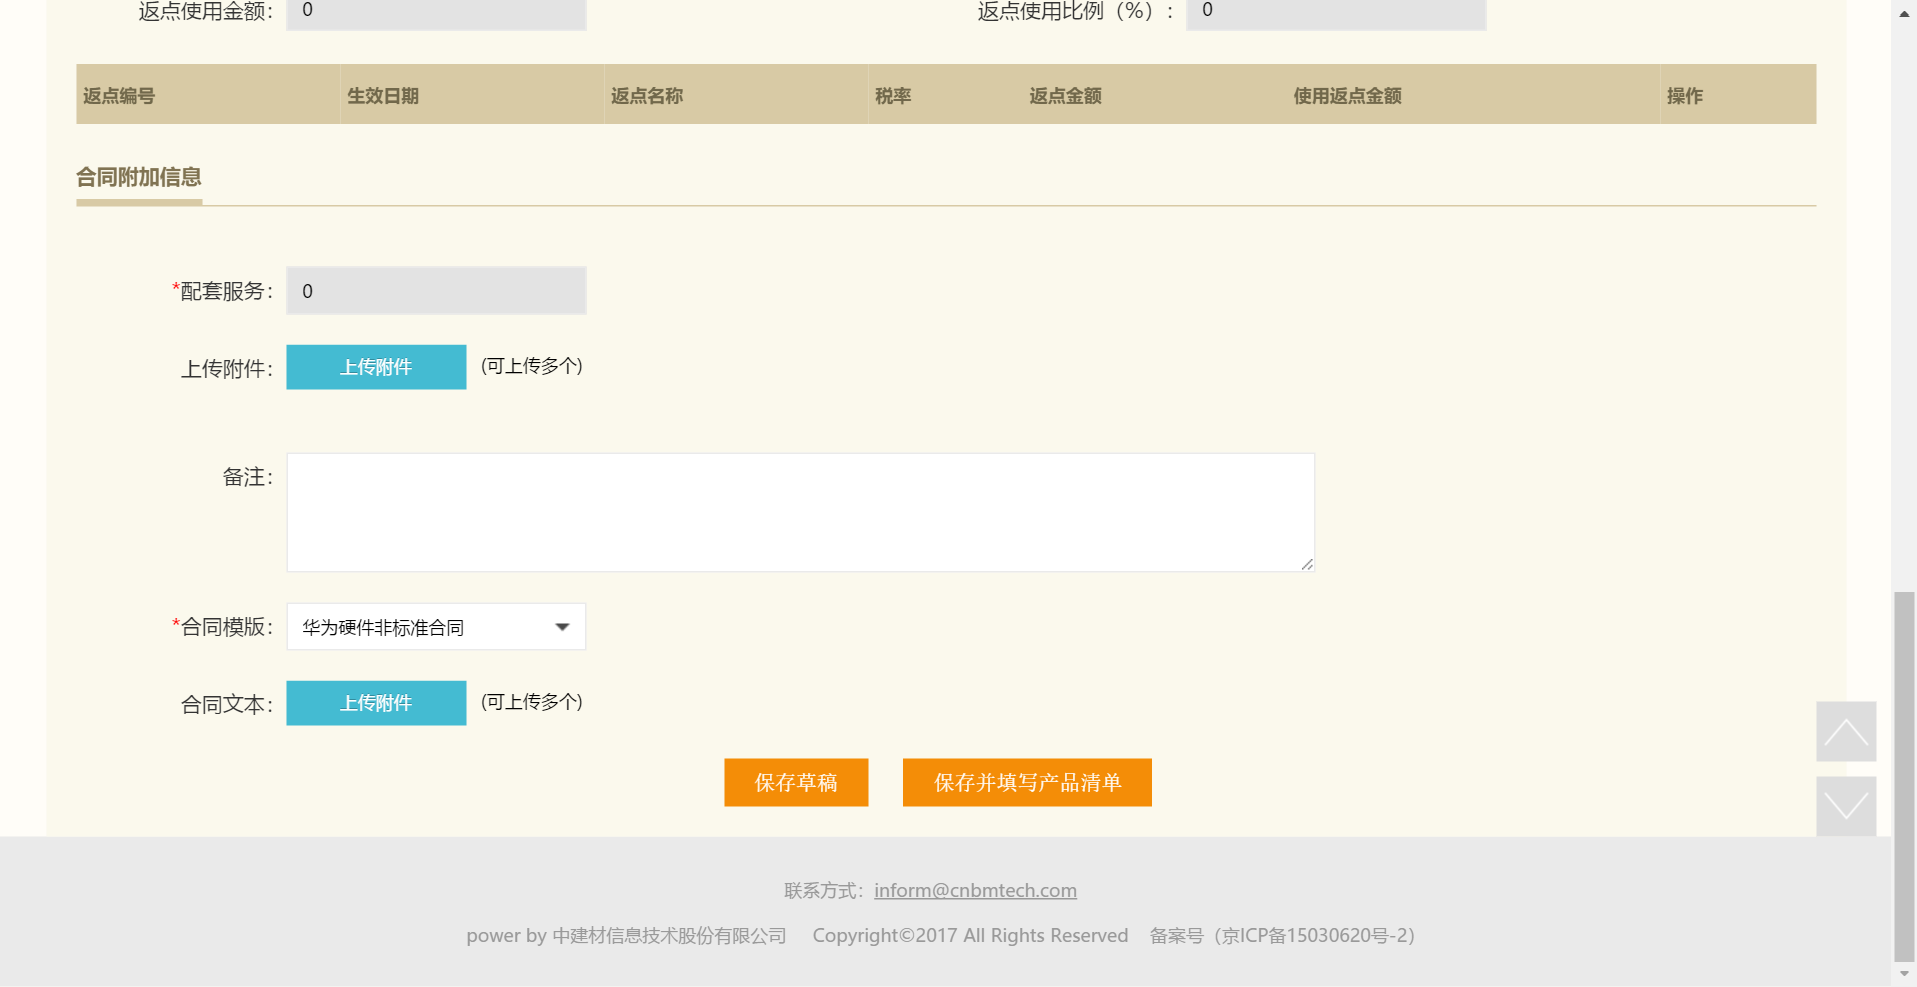 返点使用金额： 0 返点使用比例（%）： 0
返点编号 生效日期 返点名称 税率 返点金额 使用返点金额 操作
合同附加信息
*配套服务： 0
上传附件： 上传附件 (可上传多个)
备注：
*合同模版： 华为硬件非标准合同
合同文本： 上传附件 (可上传多个)
保存草稿 保存并填写产品清单
联系方式：inform@cnbmtech.com
power by 中建材信息技术股份有限公司 Copyright©2017 All Rights Reserved 备案号（京ICP备15030620号-2）